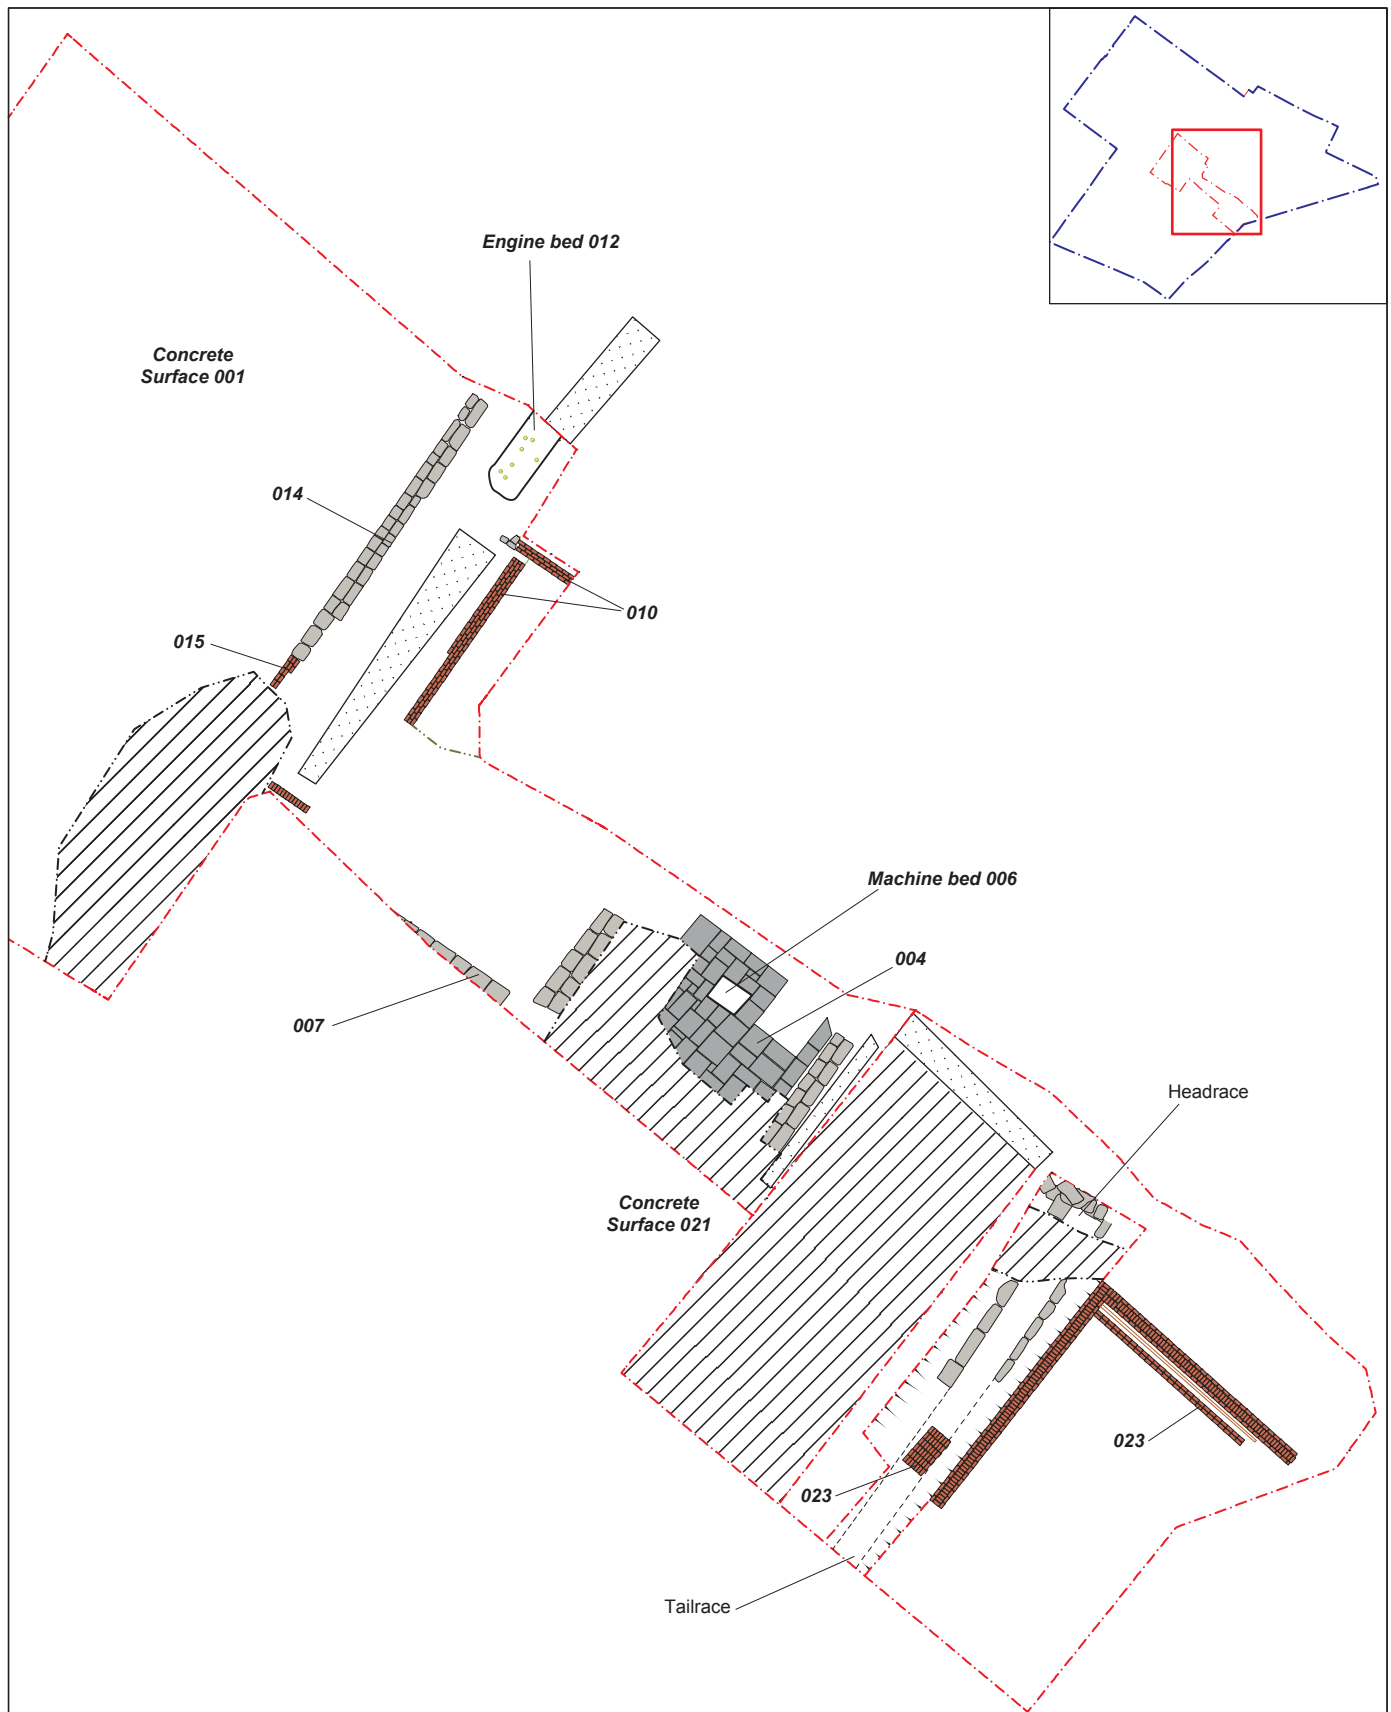 Engine bed 012
Concrete
Surface 001
014
010
015
Machine bed 006
004
007
Headrace
Concrete
Surface 021
023
023
Tailrace